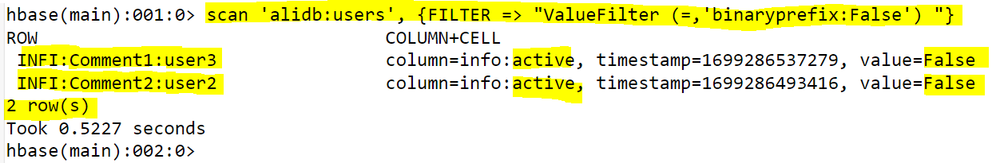 hbase(main):001:0> scan 'alidb:users', {FILTER => "ValueFilter (=,'binaryprefix:False') "}
ROW COLUMN+CELL
INFI:Comment1:user3 column=info:active, timestamp=1699286537279, value=False
INFI:Comment2:user2 column=info:active, timestamp=1699286493416, value=False
2 row(s)
Took 0.5227 seconds
hbase(main):002:0>